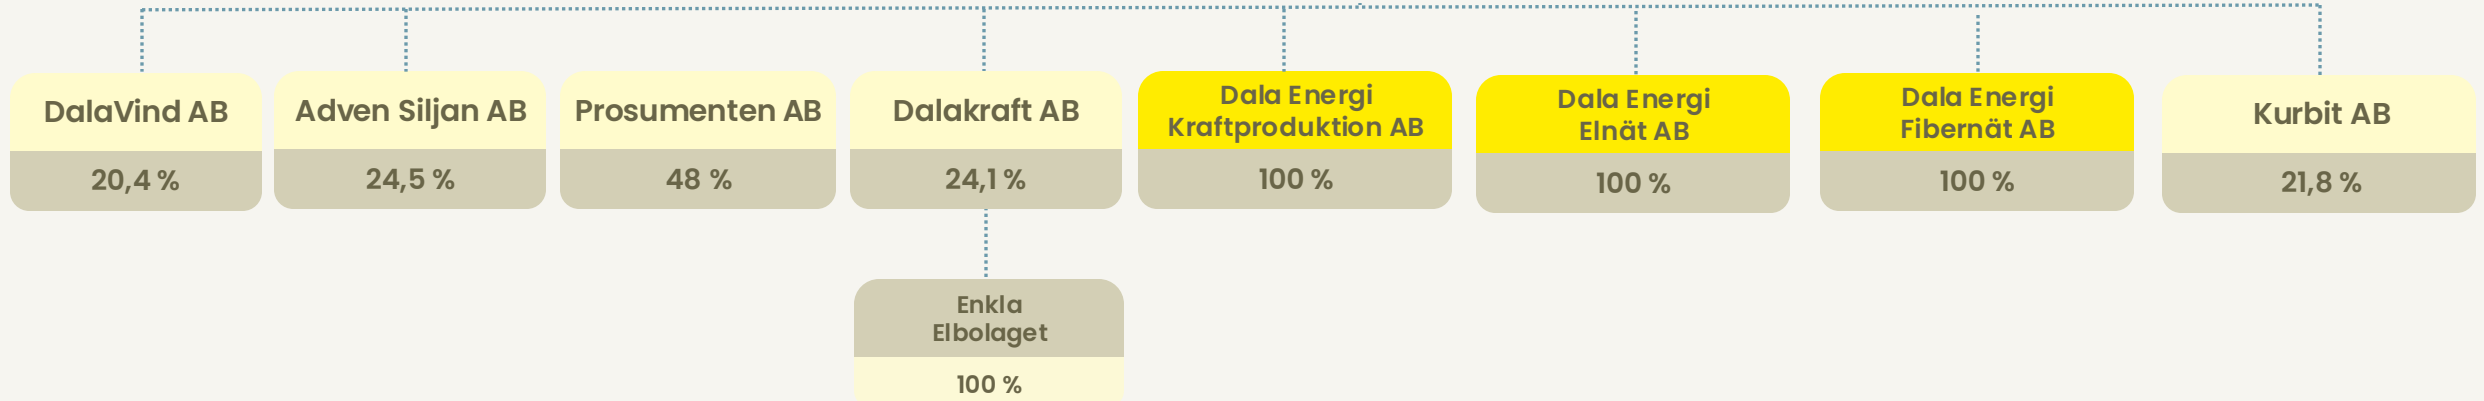 DalaVind AB
20,4 %
Adven Siljan AB
24,5 %
Prosumenten AB
48 %
Dalakraft AB
24,1 %
Dala Energi
Kraftproduktion AB
100 %
Dala Energi
Elnät AB
100 %
Dala Energi
Fibernät AB
100 %
Kurbit AB
21,8 %
Enkla
Elbolaget
100 %